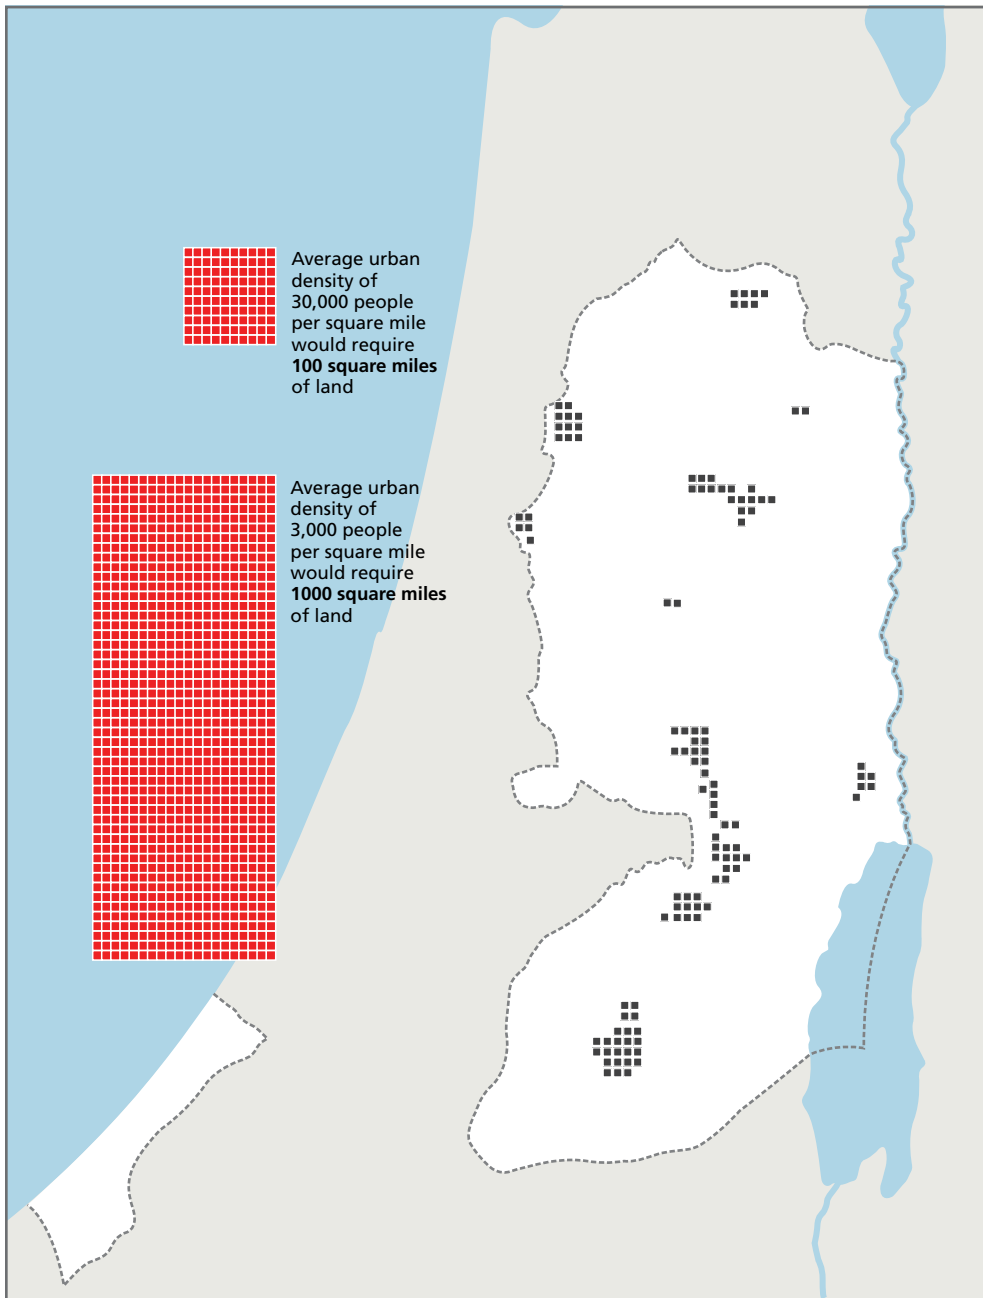 Average urban
density of
30,000 people
per square mile
would require
100 square miles
of land
Average urban
density of
3,000 people
per square mile
would require
1000 square miles
of land